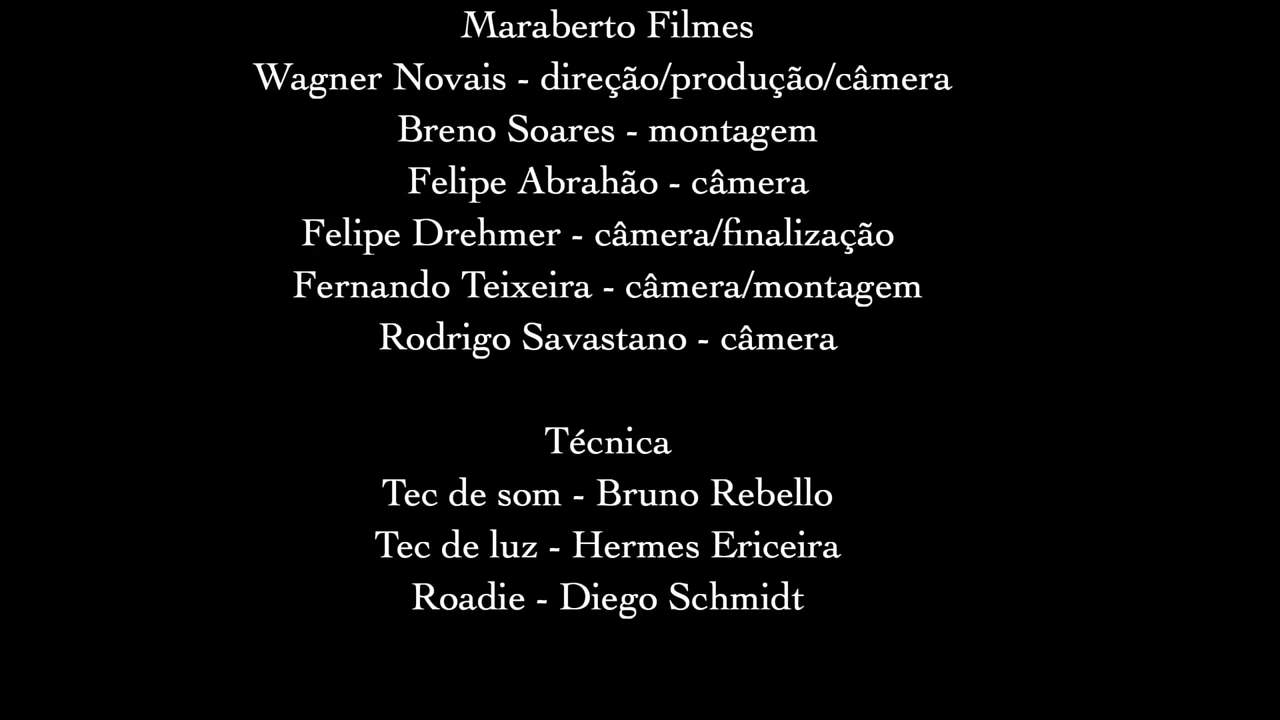 Maraberto Filmes
Wagner Novais - direção/produção/câmera
Breno Soares - montagem
Felipe Abrahão - câmera
Felipe Drehmer - câmera/finalização
Fernando Teixeira - câmera/montagem
Rodrigo Savastano - câmera
Técnica
Tec de som - Bruno Rebello
Tec de luz - Hermes Ericeira
Roadie - Diego Schmidt